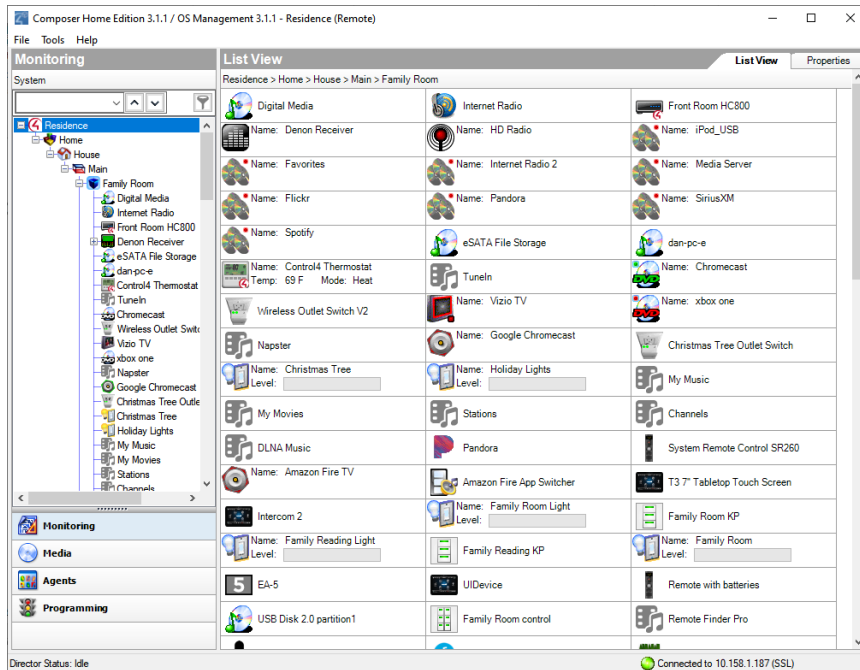 Composer Home Edition 3.1.1 / OS Management 3.1.1 - Residence (Remote)
File Tools Help
Monitoring
List View
List View
Properties
System
Residence > Home > House > Main > Family Room
Residence
Home
House
Main
Family Room
Digital Media
Internet Radio
Front Room HC800
Denon Receiver
eSATA File Storage
dan-pc-e
Control4 Thermostat
TuneIn
Chromecast
Wireless Outlet Switc
Vizio TV
xbox one
Napster
Google Chromecast
Christmas Tree Outle
Christmas Tree
Holiday Lights
My Music
My Movies
Stations
Channels
Monitoring
Media
Agents
Programming
Digital Media
Internet Radio
Front Room HC800
Name: Denon Receiver
Name: HD Radio
Name: iPod_USB
Name: Favorites
Name: Internet Radio 2
Name: Media Server
Name: Flickr
Name: Pandora
Name: SiriusXM
Name: Spotify
eSATA File Storage
dan-pc-e
Name: Control4 Thermostat
Temp: 69 F Mode: Heat
TuneIn
Name: Chromecast
Wireless Outlet Switch V2
Name: Vizio TV
Name: xbox one
Napster
Name: Google Chromecast
Christmas Tree Outlet Switch
Name: Christmas Tree
Level:
Name: Holiday Lights
Level:
My Music
My Movies
Stations
Channels
DLNA Music
Pandora
System Remote Control SR260
Name: Amazon Fire TV
Amazon Fire App Switcher
T3 7" Tabletop Touch Screen
Intercom 2
Name: Family Room Light
Level:
Family Room KP
Name: Family Reading Light
Level:
Family Reading KP
Name: Family Room
Level:
5
EA-5
UIDevice
Remote with batteries
USB Disk 2.0 partition1
Family Room control
Remote Finder Pro
Director Status: Idle
Connected to 10.158.1.187 (SSL)